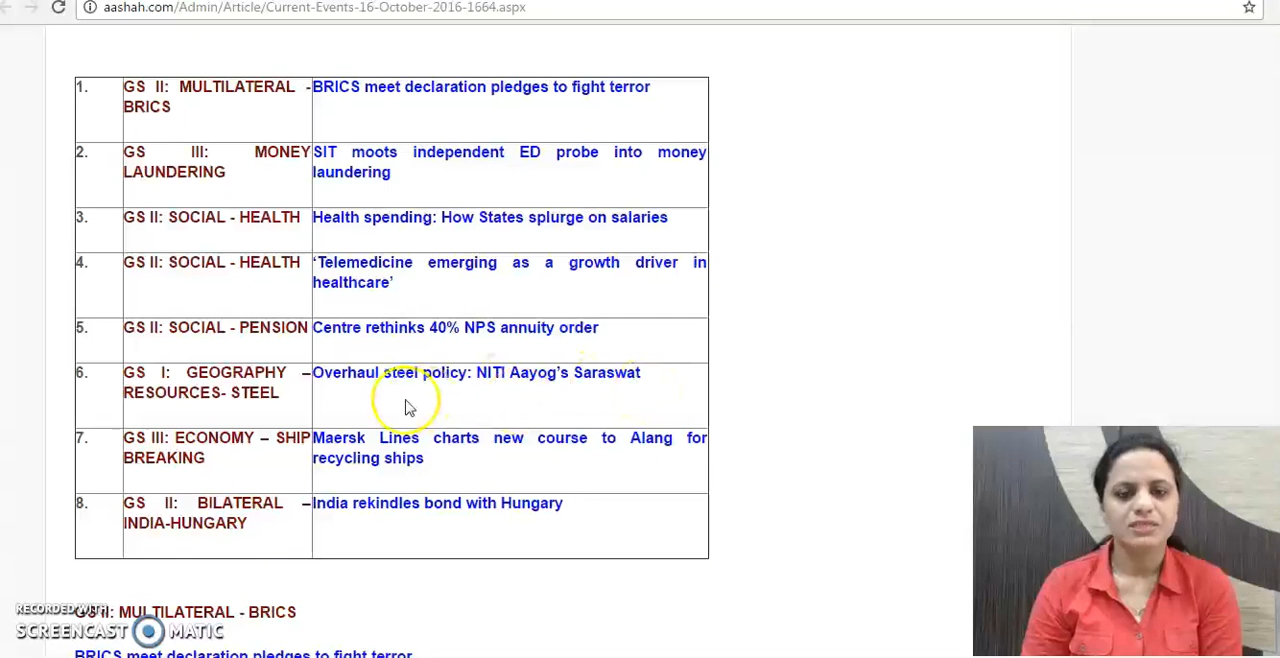 aashah.com/Admin/Article/Current-Events-16-October-2016-1664.aspx
1. GS II: MULTILATERAL - BRICS meet declaration pledges to fight terror
BRICS
2. GS III: MONEY SIT moots independent ED probe into money
LAUNDERING laundering
3. GS II: SOCIAL - HEALTH Health spending: How States splurge on salaries
4. GS II: SOCIAL - HEALTH ‘Telemedicine emerging as a growth driver in
healthcare’
5. GS II: SOCIAL - PENSION Centre rethinks 40% NPS annuity order
6. GS I: GEOGRAPHY – Overhaul steel policy: NITI Aayog’s Saraswat
RESOURCES- STEEL
7. GS III: ECONOMY – SHIP Maersk Lines charts new course to Alang for
BREAKING recycling ships
8. GS II: BILATERAL – India rekindles bond with Hungary
INDIA-HUNGARY
GS II: MULTILATERAL - BRICS
RECORDED WITH
SCREENCAST MATIC
BRICS meet declaration pledges to fight terror